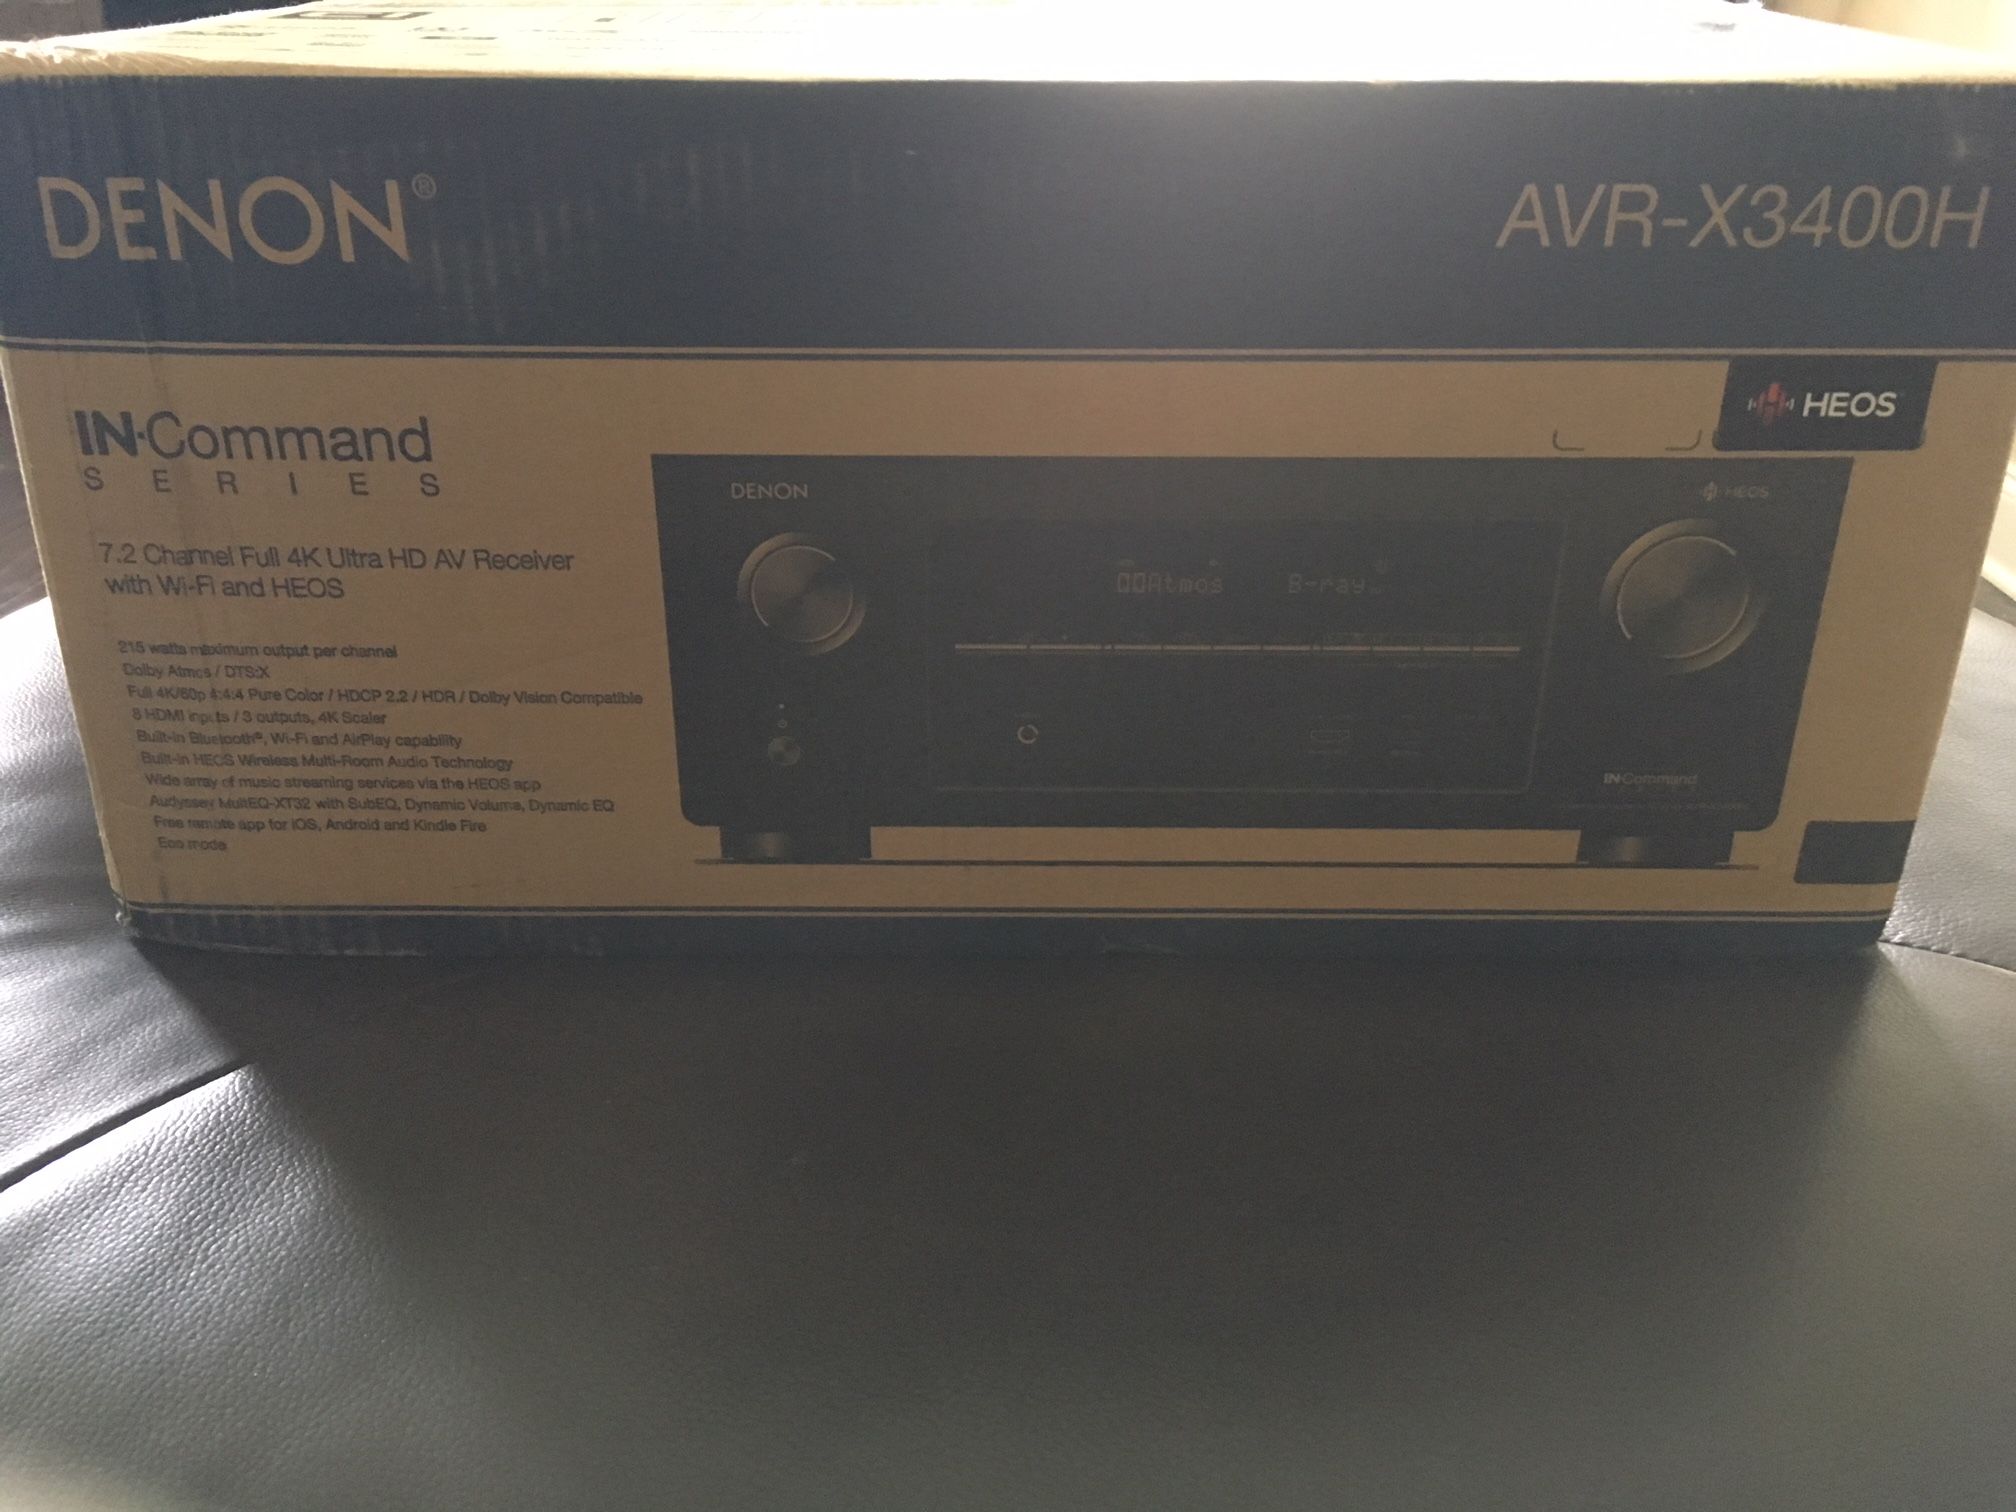 DENON®
AVR-X3400H
HEOS
IN·Command
SERIES
7.2 Channel Full 4K Ultra HD AV Receiver
with Wi-Fi and HEOS
215 watts maximum output per channel
Dolby Atmos / DTS:X
Full 4K/60p 4:4:4 Pure Color / HDCP 2.2 / HDR / Dolby Vision Compatible
8 HDMI inputs / 3 outputs, 4K Scaler
Built-in Bluetooth®, Wi-Fi and AirPlay capability
Built-in HEOS Wireless Multi-Room Audio Technology
Wide array of music streaming services via the HEOS app
Audyssey MultEQ-XT32 with SubEQ, Dynamic Volume, Dynamic EQ
Free remote app for iOS, Android and Kindle Fire
Eco mode
DENON
HEOS
Atmos B-ray
IN·Command